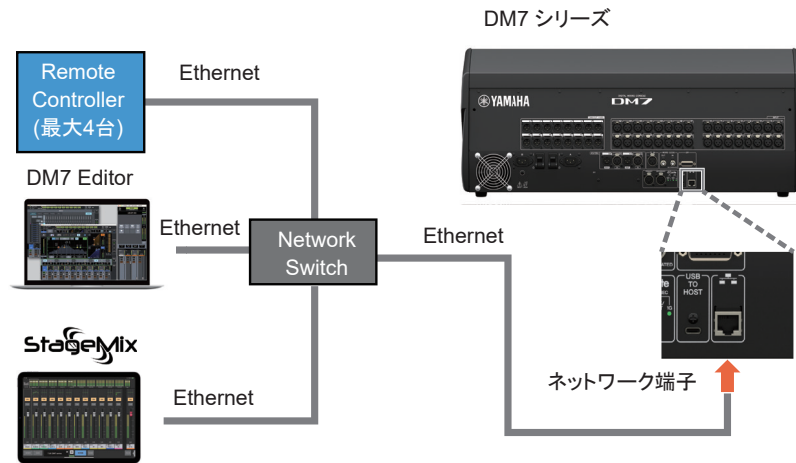 DM7 シリーズ
Remote
Controller
(最大4台)
Ethernet
YAMAHA
DM7
DM7 Editor
Ethernet
Network
Switch
Ethernet
USB
TO
HOST
StageMix
Ethernet
ネットワーク端子